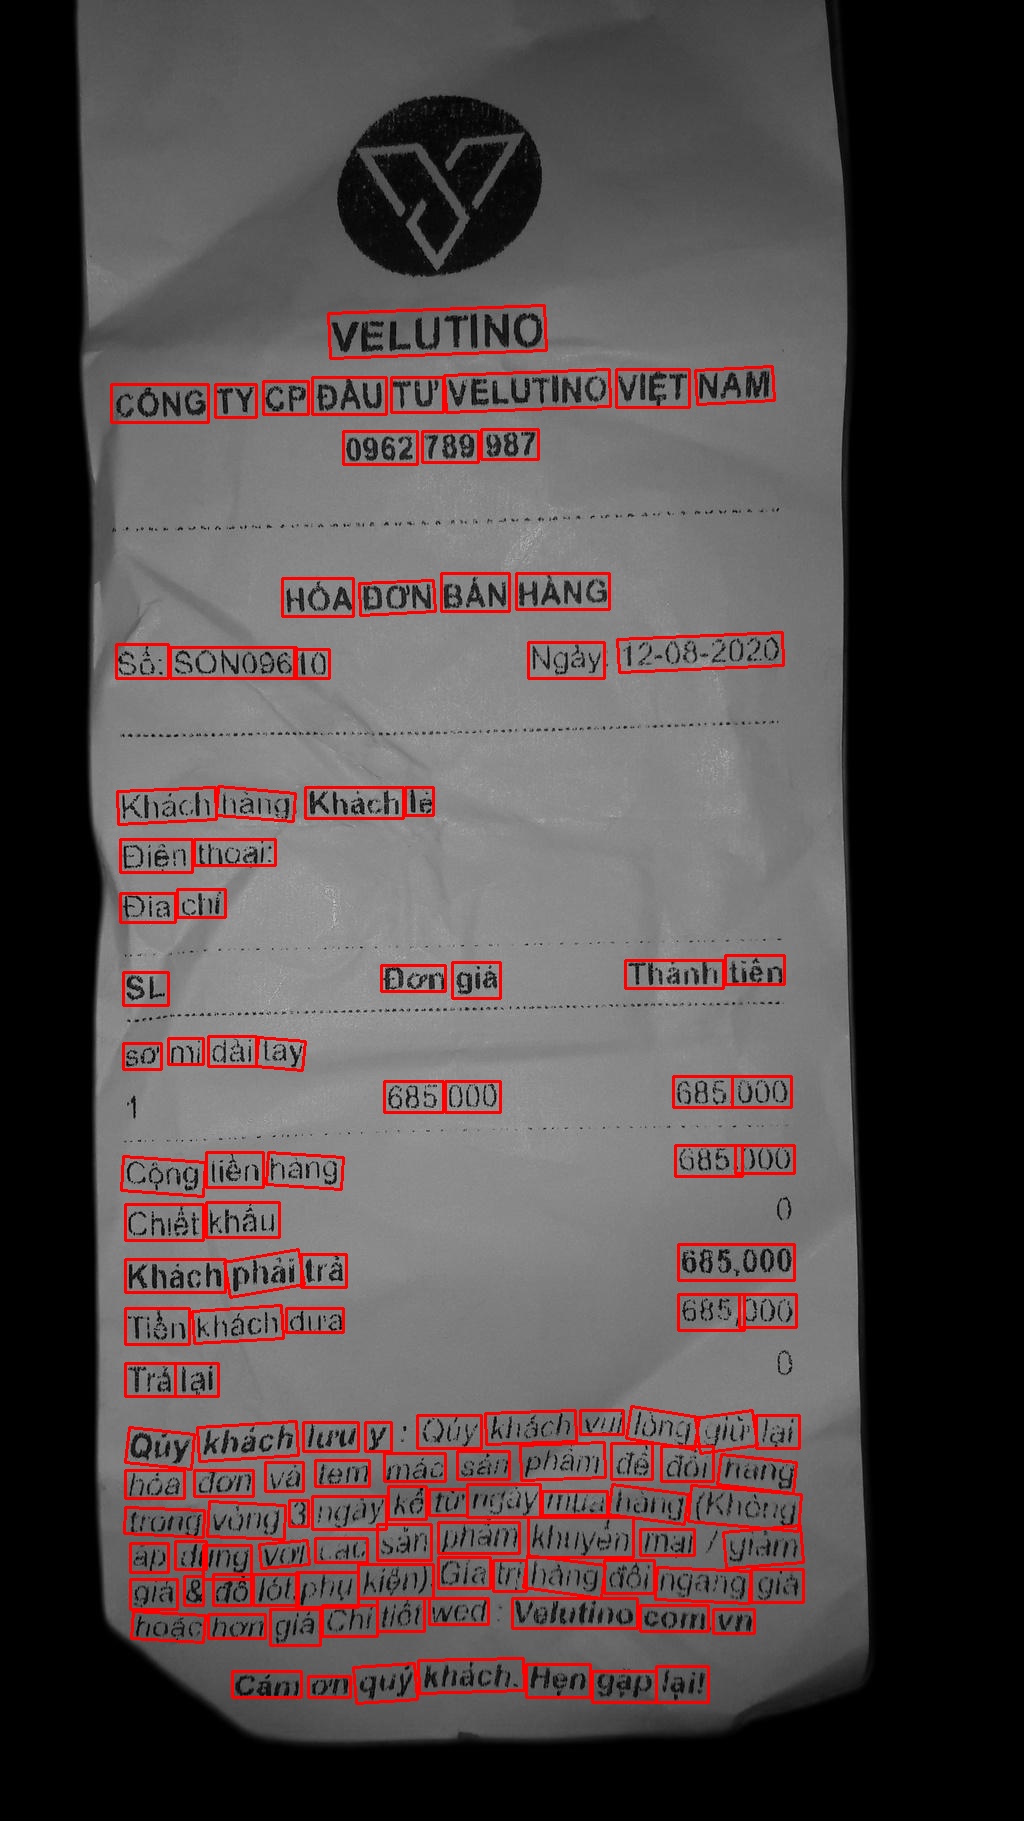 VELUTINO
CÔNG TY CP ĐẦU TƯ VELUTINO VIỆT NAM
0962 789 987
HÓA ĐƠN BÁN HÀNG
Số: SON09610 Ngày: 12-08-2020
Khách hàng Khách lẻ
Điện thoại:
Địa chỉ
SL Đơn giá Thành tiền
sơ mi dài tay
1 685,000 685,000
Cộng tiền hàng 685,000
Chiết khấu 0
Khách phải trả 685,000
Tiền khách đưa 685,000
Trả lại 0
Qúy khách lưu ý : Qúy khách vui lòng giữ lại
hóa đơn và tem mác sản phẩm để đổi hàng
trong vòng 3 ngày kể từ ngày mua hàng (Không
áp dụng với các sản phẩm khuyến mại / giảm
giá & đồ lót, phụ kiện). Gía trị hàng đổi ngang giá
hoặc hơn giá Chi tiết wed : Velutino.com.vn
Cám ơn quý khách. Hẹn gặp lại!